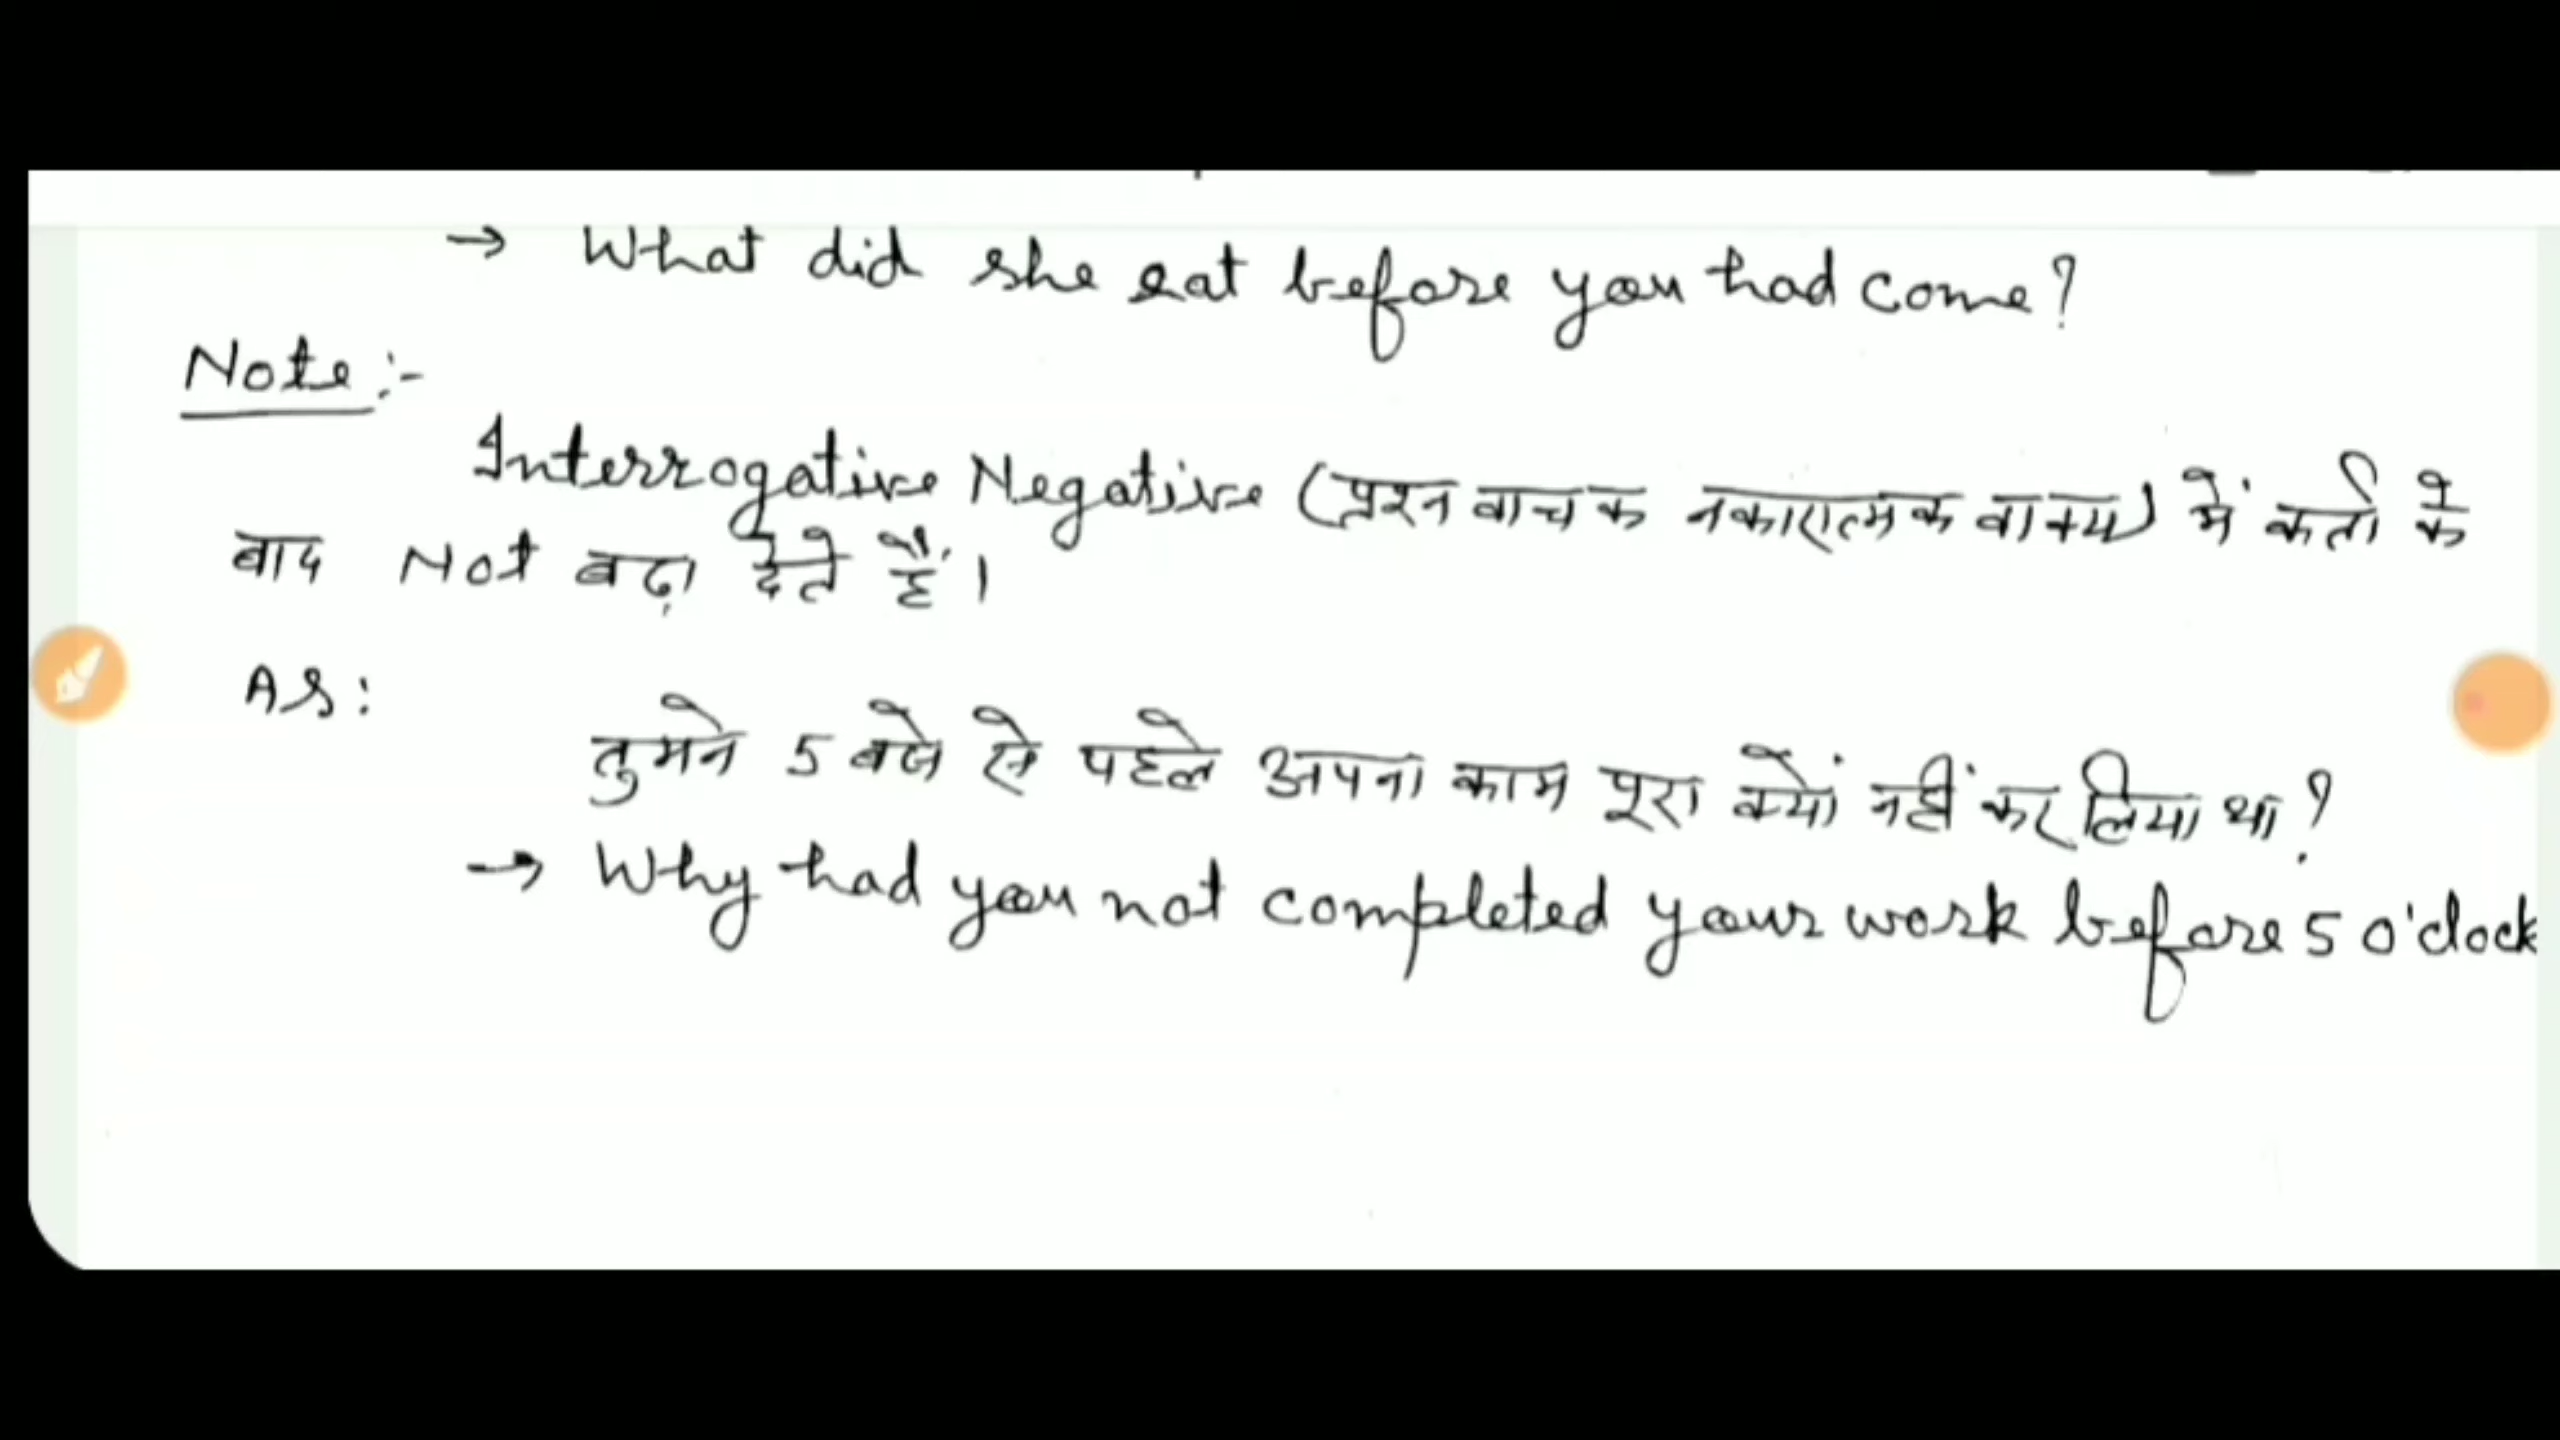 → What did she eat before you had come?
Note :-
Interrogative Negative (प्रश्न वाचक नकारात्मक वाक्य) में कर्ता के
बाद Not बढ़ा देते हैं।
As:
तुमने 5 बजे से पहले अपना काम पूरा क्यों नहीं कर लिया था?
→ Why had you not completed your work before 5 o'clock